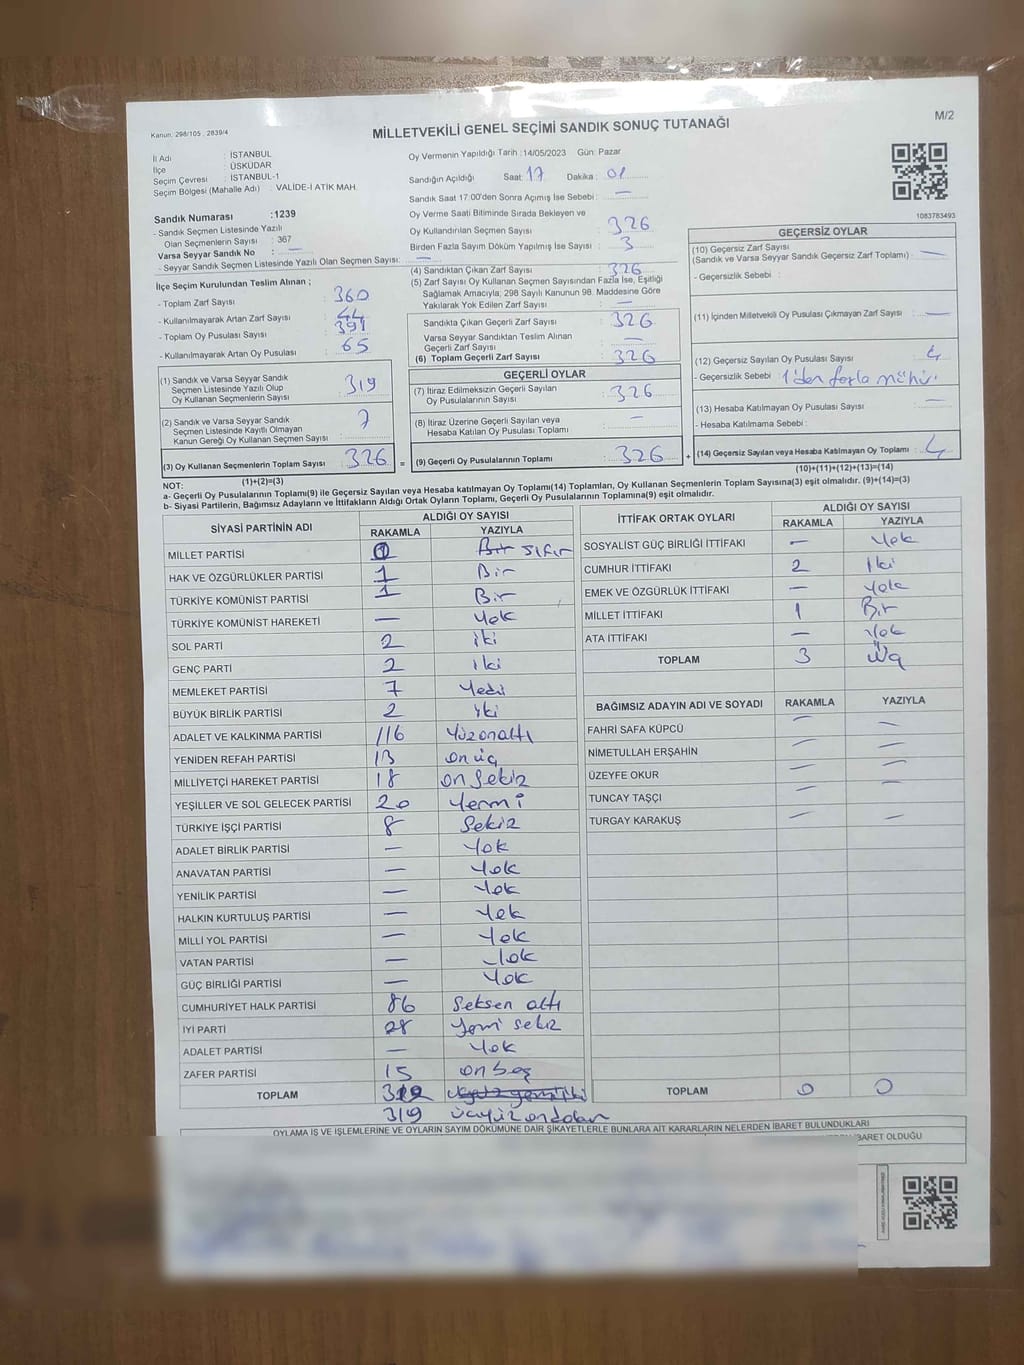 M/2
Kanun. 298/105 , 2839/4
MİLLETVEKİLİ GENEL SEÇİMİ SANDIK SONUÇ TUTANAĞI
İl Adı : İSTANBUL
İlçe : ÜSKÜDAR
Seçim Çevresi : İSTANBUL-1
Seçim Bölgesi (Mahalle Adı) : VALİDE-İ ATİK MAH.
Sandık Numarası :1239
- Sandık Seçmen Listesinde Yazılı
Olan Seçmenlerin Sayısı : 367
Varsa Seyyar Sandık No : —
- Seyyar Sandık Seçmen Listesinde Yazılı Olan Seçmen Sayısı: —
İlçe Seçim Kurulundan Teslim Alınan ;
- Toplam Zarf Sayısı : 360
- Kullanılmayarak Artan Zarf Sayısı : 44
- Toplam Oy Pusulası Sayısı : 391
- Kullanılmayarak Artan Oy Pusulası : 65
(1) Sandık ve Varsa Seyyar Sandık
Seçmen Listesinde Yazılı Olup
Oy Kullanan Seçmenlerin Sayısı : 319
(2) Sandık ve Varsa Seyyar Sandık
Seçmen Listesinde Kayıtlı Olmayan
Kanun Gereği Oy Kullanan Seçmen Sayısı : 7
(3) Oy Kullanan Seçmenlerin Toplam Sayısı : 326
(1)+(2)=(3)
Oy Vermenin Yapıldığı Tarih :14/05/2023 Gün: Pazar
Sandığın Açıldığı Saat: 17 Dakika : 01
Sandık Saat 17:00'den Sonra Açımış İse Sebebi : —
Oy Verme Saati Bitiminde Sırada Bekleyen ve
Oy Kullandırılan Seçmen Sayısı : 326
Birden Fazla Sayım Döküm Yapılmış İse Sayısı : 3
(4) Sandıktan Çıkan Zarf Sayısı : 326
(5) Zarf Sayısı Oy Kullanan Seçmen Sayısından Fazla İse, Eşitliği
Sağlamak Amacıyla, 298 Sayılı Kanunun 98. Maddesine Göre
Yakılarak Yok Edilen Zarf Sayısı : —
Sandıkta Çıkan Geçerli Zarf Sayısı : 326
Varsa Seyyar Sandıktan Teslim Alınan
Geçerli Zarf Sayısı : —
(6) Toplam Geçerli Zarf Sayısı : 326
GEÇERLİ OYLAR
(7) İtiraz Edilmeksizin Geçerli Sayılan
Oy Pusulalarının Sayısı : 326
(8) İtiraz Üzerine Geçerli Sayılan veya
Hesaba Katılan Oy Pusulası Toplamı : —
= (9) Geçerli Oy Pusulalarının Toplamı : 326 +
1083783493
GEÇERSİZ OYLAR
(10) Geçersiz Zarf Sayısı
(Sandık ve Varsa Seyyar Sandık Geçersiz Zarf Toplamı) : —
- Geçersizlik Sebebi :
(11) İçinden Milletvekili Oy Pusulası Çıkmayan Zarf Sayısı : —
(12) Geçersiz Sayılan Oy Pusulası Sayısı : 4
- Geçersizlik Sebebi : 1'den fazla mühür.
(13) Hesaba Katılmayan Oy Pusulası Sayısı : —
- Hesaba Katılmama Sebebi :
(14) Geçersiz Sayılan veya Hesaba Katılmayan Oy Toplamı : 4
(10)+(11)+(12)+(13)=(14)
NOT:
a- Geçerli Oy Pusulalarının Toplamı(9) ile Geçersiz Sayılan veya Hesaba katılmayan Oy Toplamı(14) Toplamları, Oy Kullanan Seçmenlerin Toplam Sayısına(3) eşit olmalıdır. (9)+(14)=(3)
b- Siyasi Partilerin, Bağımsız Adayların ve İttifakların Aldığı Ortak Oyların Toplamı, Geçerli Oy Pusulalarının Toplamına(9) eşit olmalıdır.
SİYASİ PARTİNİN ADI ALDIĞI OY SAYISI
RAKAMLA YAZIYLA
MİLLET PARTİSİ 0 Bir sıfır
HAK VE ÖZGÜRLÜKLER PARTİSİ 1 Bir
TÜRKİYE KOMÜNİST PARTİSİ 1 Bir
TÜRKİYE KOMÜNİST HAREKETİ — Yok
SOL PARTİ 2 iki
GENÇ PARTİ 2 iki
MEMLEKET PARTİSİ 7 Yedi
BÜYÜK BİRLİK PARTİSİ 2 iki
ADALET VE KALKINMA PARTİSİ 116 Yüzonaltı
YENİDEN REFAH PARTİSİ 13 onüç
MİLLİYETÇİ HAREKET PARTİSİ 18 onsekiz
YEŞİLLER VE SOL GELECEK PARTİSİ 20 Yermi
TÜRKİYE İŞÇİ PARTİSİ 8 Sekiz
ADALET BİRLİK PARTİSİ — Yok
ANAVATAN PARTİSİ — Yok
YENİLİK PARTİSİ — Yok
HALKIN KURTULUŞ PARTİSİ — Yok
MİLLİ YOL PARTİSİ — Yok
VATAN PARTİSİ — Yok
GÜÇ BİRLİĞİ PARTİSİ — Yok
CUMHURİYET HALK PARTİSİ 86 Seksen altı
İYİ PARTİ 28 Yermi sekiz
ADALET PARTİSİ — Yok
ZAFER PARTİSİ 15 onbeş
TOPLAM
319
İTTİFAK ORTAK OYLARI ALDIĞI OY SAYISI
RAKAMLA YAZIYLA
SOSYALİST GÜÇ BİRLİĞİ İTTİFAKI — Yok
CUMHUR İTTİFAKI 2 iki
EMEK VE ÖZGÜRLÜK İTTİFAKI — Yok
MİLLET İTTİFAKI 1 Bir
ATA İTTİFAKI — Yok
TOPLAM 3 Üç
BAĞIMSIZ ADAYIN ADI VE SOYADI RAKAMLA YAZIYLA
FAHRİ SAFA KÜPCÜ — —
NİMETULLAH ERŞAHİN — —
ÜZEYFE OKUR — —
TUNCAY TAŞÇI — —
TURGAY KARAKUŞ — —
TOPLAM 0 0
OYLAMA İŞ VE İŞLEMLERİNE VE OYLARIN SAYIM DÖKÜMÜNE DAİR ŞİKAYETLERLE BUNLARA AİT KARARLARIN NELERDEN İBARET BULUNDUKLARI
İBARET OLDUĞU